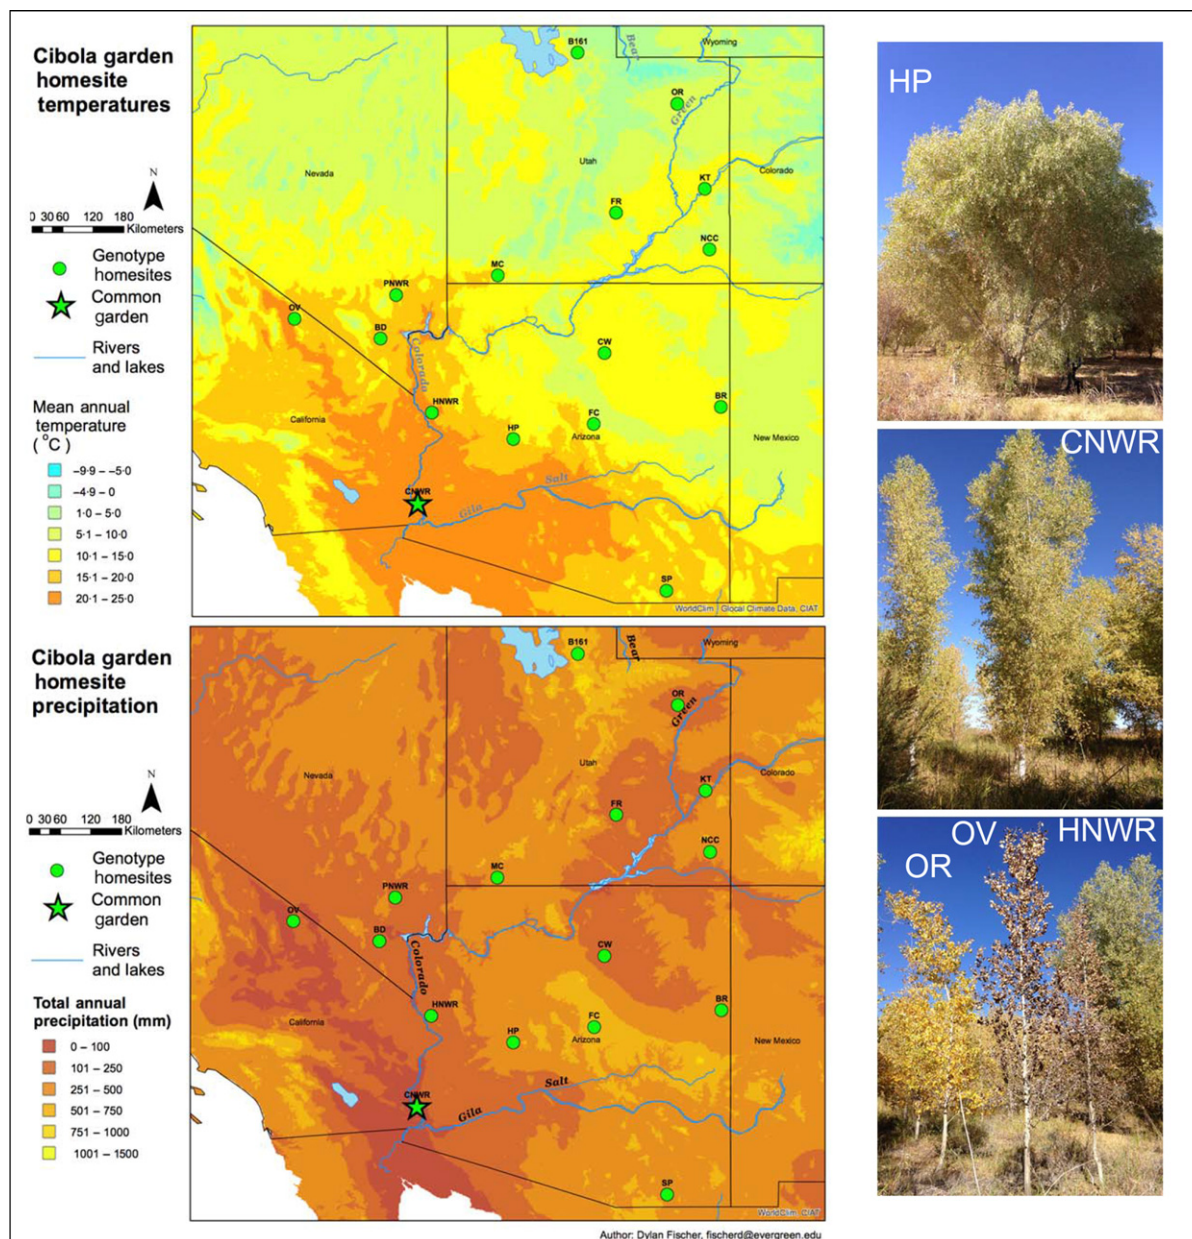 Cibola garden
homesite
temperatures
N
0 30 60 120 180
Kilometers
Genotype
homesites
Common
garden
Rivers
and lakes
Mean annual
temperature
( °C)
–9·9 – –5·0
–4·9 – 0
1·0 – 5·0
5·1 – 10·0
10·1 – 15·0
15·1 – 20·0
20·1 – 25·0
B161
Bear
Wyoming
OR
Green
Utah
Nevada
KT
Colorado
FR
NCC
MC
PNWR
OV
BD
Colorado
CW
HNWR
BR
California
FC
HP
Arizona
New Mexico
Salt
CNWR
Gila
SP
WorldClim, Glocal Climate Data, CIAT
Cibola garden
homesite
precipitation
N
0 30 60 120 180
Kilometers
Genotype
homesites
Common
garden
Rivers
and lakes
Total annual
precipitation (mm)
0 – 100
101 – 250
251 – 500
501 – 750
751 – 1000
1001 – 1500
B161
Bear
Wyoming
OR
Green
Utah
Nevada
KT
Colorado
FR
NCC
MC
PNWR
OV
BD
Colorado
CW
HNWR
BR
California
FC
HP
Arizona
New Mexico
Salt
CNWR
Gila
SP
WorldClim, CIAT
Author: Dylan Fischer, fischerd@evergreen.edu
HP
CNWR
OV
HNWR
OR